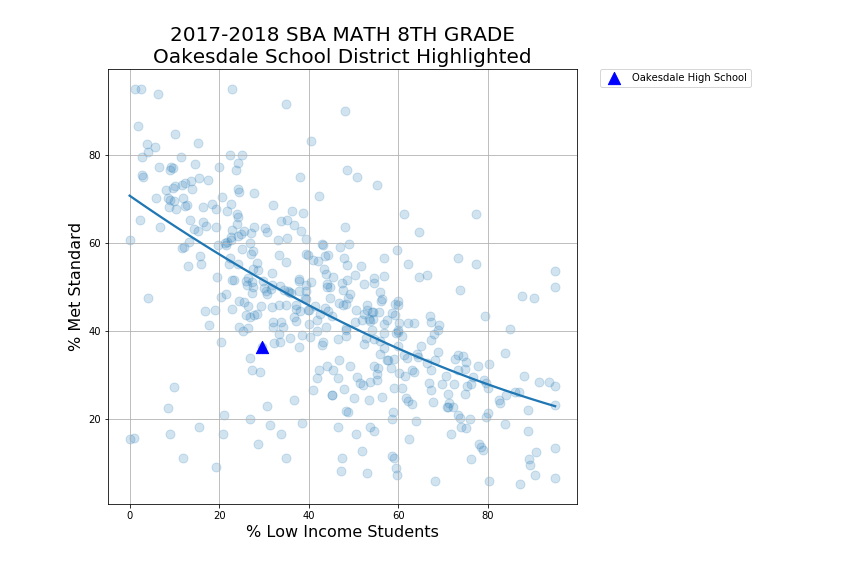 2017-2018 SBA MATH 8TH GRADE
Oakesdale School District Highlighted
Oakesdale High School
% Met Standard
80
60
40
20
0
20
40
60
80
% Low Income Students